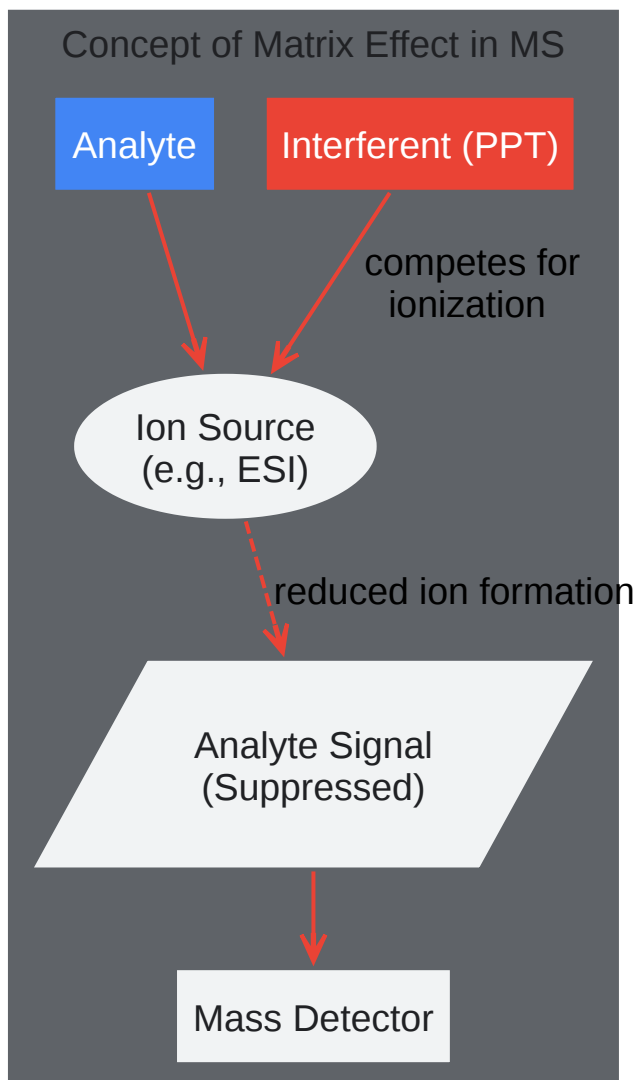 Concept of Matrix Effect in MS
Analyte
Interferent (PPT)
competes for
ionization
Ion Source
(e.g., ESI)
reduced ion formation
Analyte Signal
(Suppressed)
Mass Detector